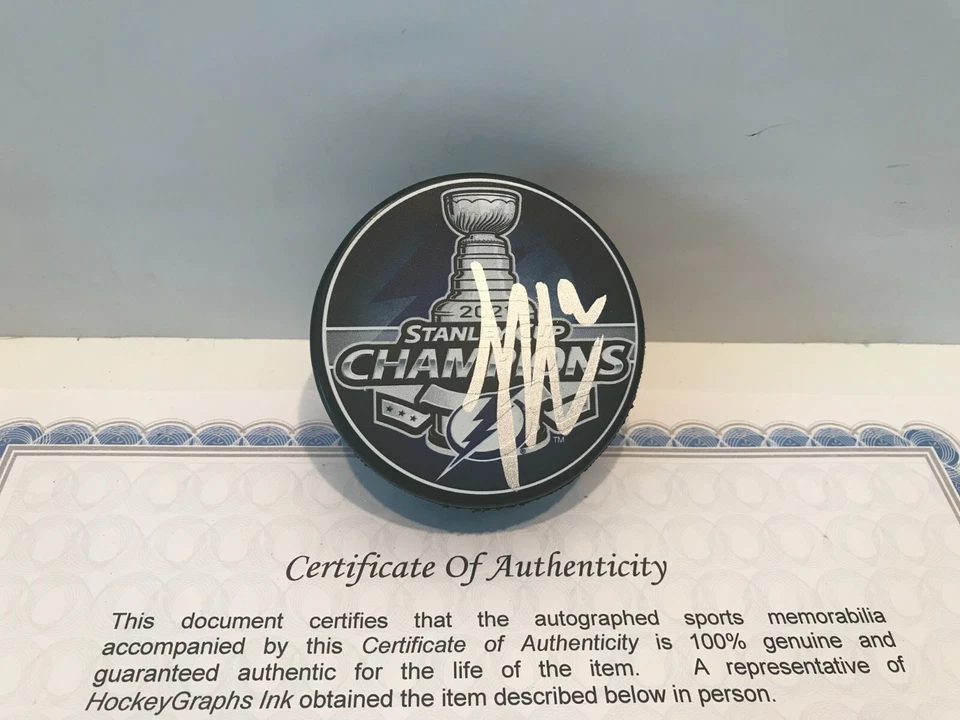 2021
STANLEY CUP
CHAMPIONS
TM
Certificate Of Authenticity
This document certifies that the autographed sports memorabilia
accompanied by this Certificate of Authenticity is 100% genuine and
guaranteed authentic for the life of the item. A representative of
HockeyGraphs Ink obtained the item described below in person.